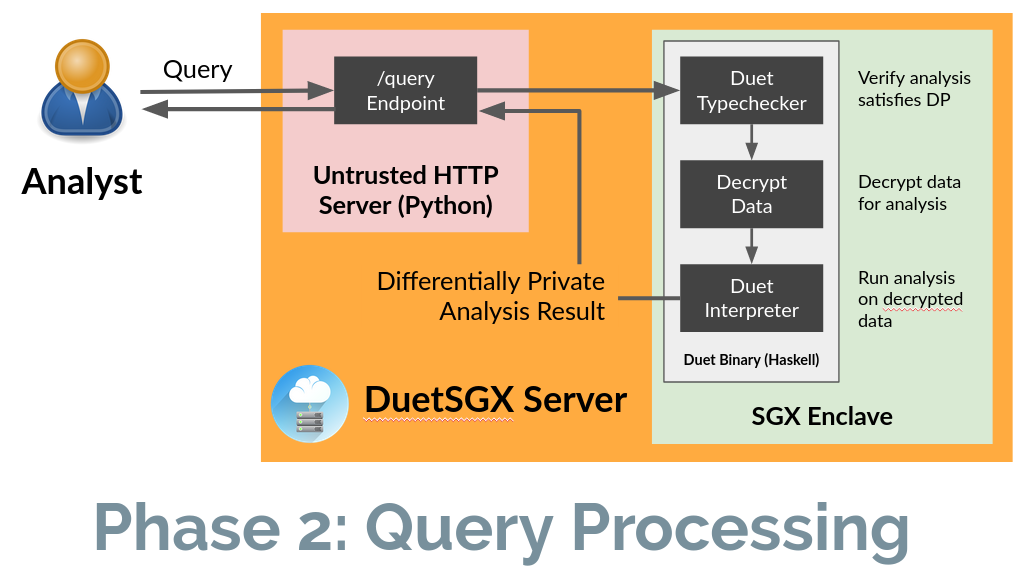 Query
Analyst
/query
Endpoint
Untrusted HTTP
Server (Python)
Differentially Private
Analysis Result
DuetSGX Server
Duet
Typechecker
Verify analysis
satisfies DP
Decrypt
Data
Decrypt data
for analysis
Duet
Interpreter
Run analysis
on decrypted
data
Duet Binary (Haskell)
SGX Enclave
Phase 2: Query Processing